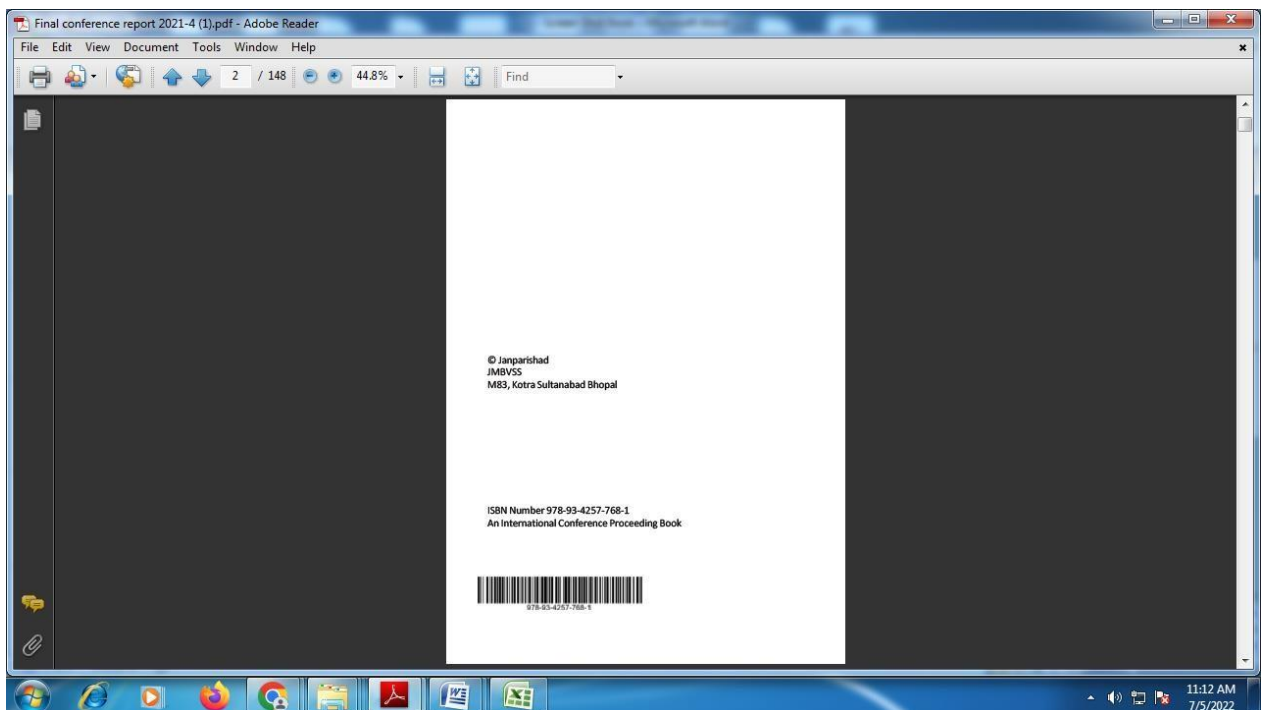 Final conference report 2021-4 (1).pdf - Adobe Reader
File Edit View Document Tools Window Help
2 / 148 44.8% Find
© Janparishad
JMBVSS
M83, Kotra Sultanabad Bhopal
ISBN Number 978-93-4257-768-1
An International Conference Proceeding Book
978-93-4257-768-1
11:12 AM
7/5/2022